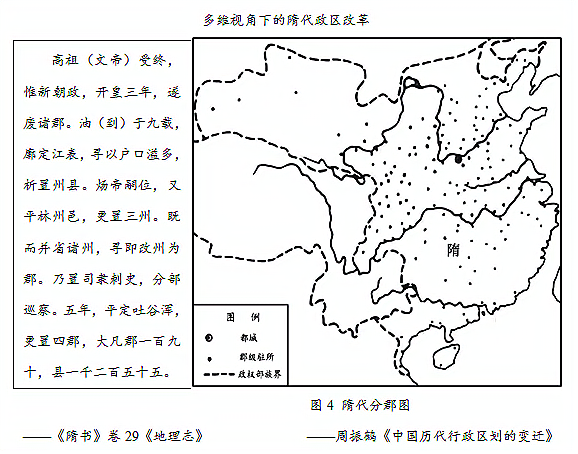 多维视角下的隋代政区改革
高祖（文帝）受终，
惟新朝政，开皇三年，遂
废诸郡。洎（到）于九载，
廓定江表，寻以户口滋多，
析置州县。炀帝嗣位，又
平林邑，更置三州。既
而并省诸州，寻即改州为
郡。乃置司隶刺史，分部
巡察。五年，平定吐谷浑，
更置四郡，大凡郡一百九
十，县一千二百五十五。
隋
图 例
都城
郡级驻所
政权部族界
图 4 隋代分郡图
——《隋书》卷 29《地理志》
——周振鹤《中国历代行政区划的变迁》